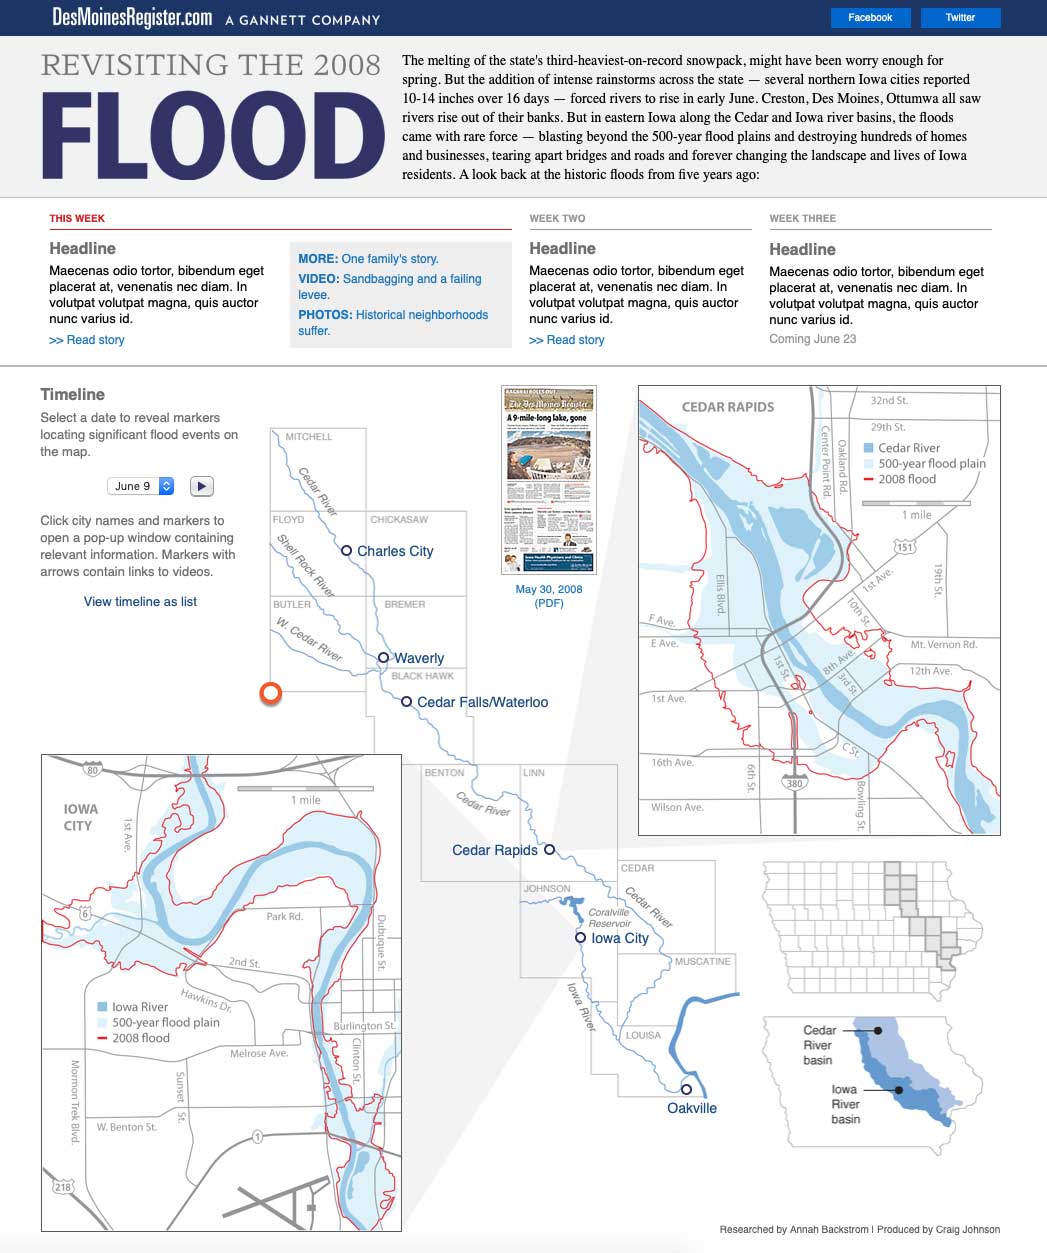 DesMoinesRegister.com A GANNETT COMPANY
Facebook
Twitter
REVISITING THE 2008
FLOOD
The melting of the state's third-heaviest-on-record snowpack, might have been worry enough for
spring. But the addition of intense rainstorms across the state — several northern Iowa cities reported
10-14 inches over 16 days — forced rivers to rise in early June. Creston, Des Moines, Ottumwa all saw
rivers rise out of their banks. But in eastern Iowa along the Cedar and Iowa river basins, the floods
came with rare force — blasting beyond the 500-year flood plains and destroying hundreds of homes
and businesses, tearing apart bridges and roads and forever changing the landscape and lives of Iowa
residents. A look back at the historic floods from five years ago:
THIS WEEK
Headline
Maecenas odio tortor, bibendum eget
placerat at, venenatis nec diam. In
volutpat volutpat magna, quis auctor
nunc varius id.
>> Read story
MORE: One family's story.
VIDEO: Sandbagging and a failing
levee.
PHOTOS: Historical neighborhoods
suffer.
WEEK TWO
Headline
Maecenas odio tortor, bibendum eget
placerat at, venenatis nec diam. In
volutpat volutpat magna, quis auctor
nunc varius id.
>> Read story
WEEK THREE
Headline
Maecenas odio tortor, bibendum eget
placerat at, venenatis nec diam. In
volutpat volutpat magna, quis auctor
nunc varius id.
Coming June 23
Timeline
Select a date to reveal markers
locating significant flood events on
the map.
June 9
Click city names and markers to
open a pop-up window containing
relevant information. Markers with
arrows contain links to videos.
View timeline as list
MITCHELL
Cedar River
FLOYD
CHICKASAW
Shell Rock River
Charles City
BUTLER
BREMER
W. Cedar River
Waverly
BLACK HAWK
Cedar Falls/Waterloo
The Des Moines Register
A 9-mile-long lake, gone
May 30, 2008
(PDF)
CEDAR RAPIDS
32nd St.
29th St.
Center Point Rd.
Oakland Rd.
Cedar River
500-year flood plain
2008 flood
1 mile
151
1st Ave.
19th St.
Ellis Blvd.
10th St.
F Ave.
E Ave.
Mt. Vernon Rd.
8th Ave.
1st St.
3rd St.
12th Ave.
1st Ave.
C St.
16th Ave.
6th St.
380
Bowling St.
Wilson Ave.
80
1 mile
IOWA
CITY
1st Ave.
6
Park Rd.
Dubuque St.
2nd St.
Hawkins Dr.
Iowa River
500-year flood plain
2008 flood
Burlington St.
Melrose Ave.
Clinton St.
Mormon Trek Blvd.
Sunset St.
W. Benton St.
1
218
BENTON
LINN
Cedar River
Cedar Rapids
CEDAR
JOHNSON
Cedar River
Coralville
Reservoir
Iowa City
MUSCATINE
Iowa River
LOUISA
Oakville
Cedar
River
basin
Iowa
River
basin
Researched by Annah Backstrom | Produced by Craig Johnson